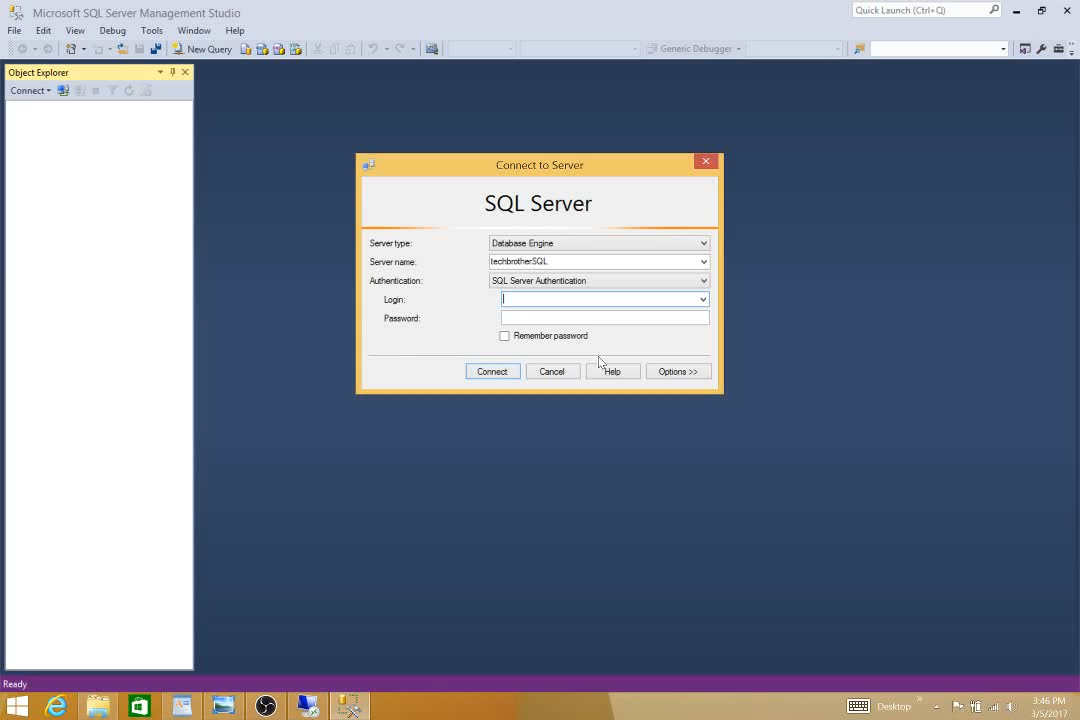 Microsoft SQL Server Management Studio
Quick Launch (Ctrl+Q)
File Edit View Debug Tools Window Help
New Query
Generic Debugger
Object Explorer
Connect
Connect to Server
SQL Server
Server type: Database Engine
Server name: techbrotherSQL
Authentication: SQL Server Authentication
Login:
Password:
Remember password
Connect Cancel Help Options >>
Ready
Desktop
3:46 PM
3/5/2017